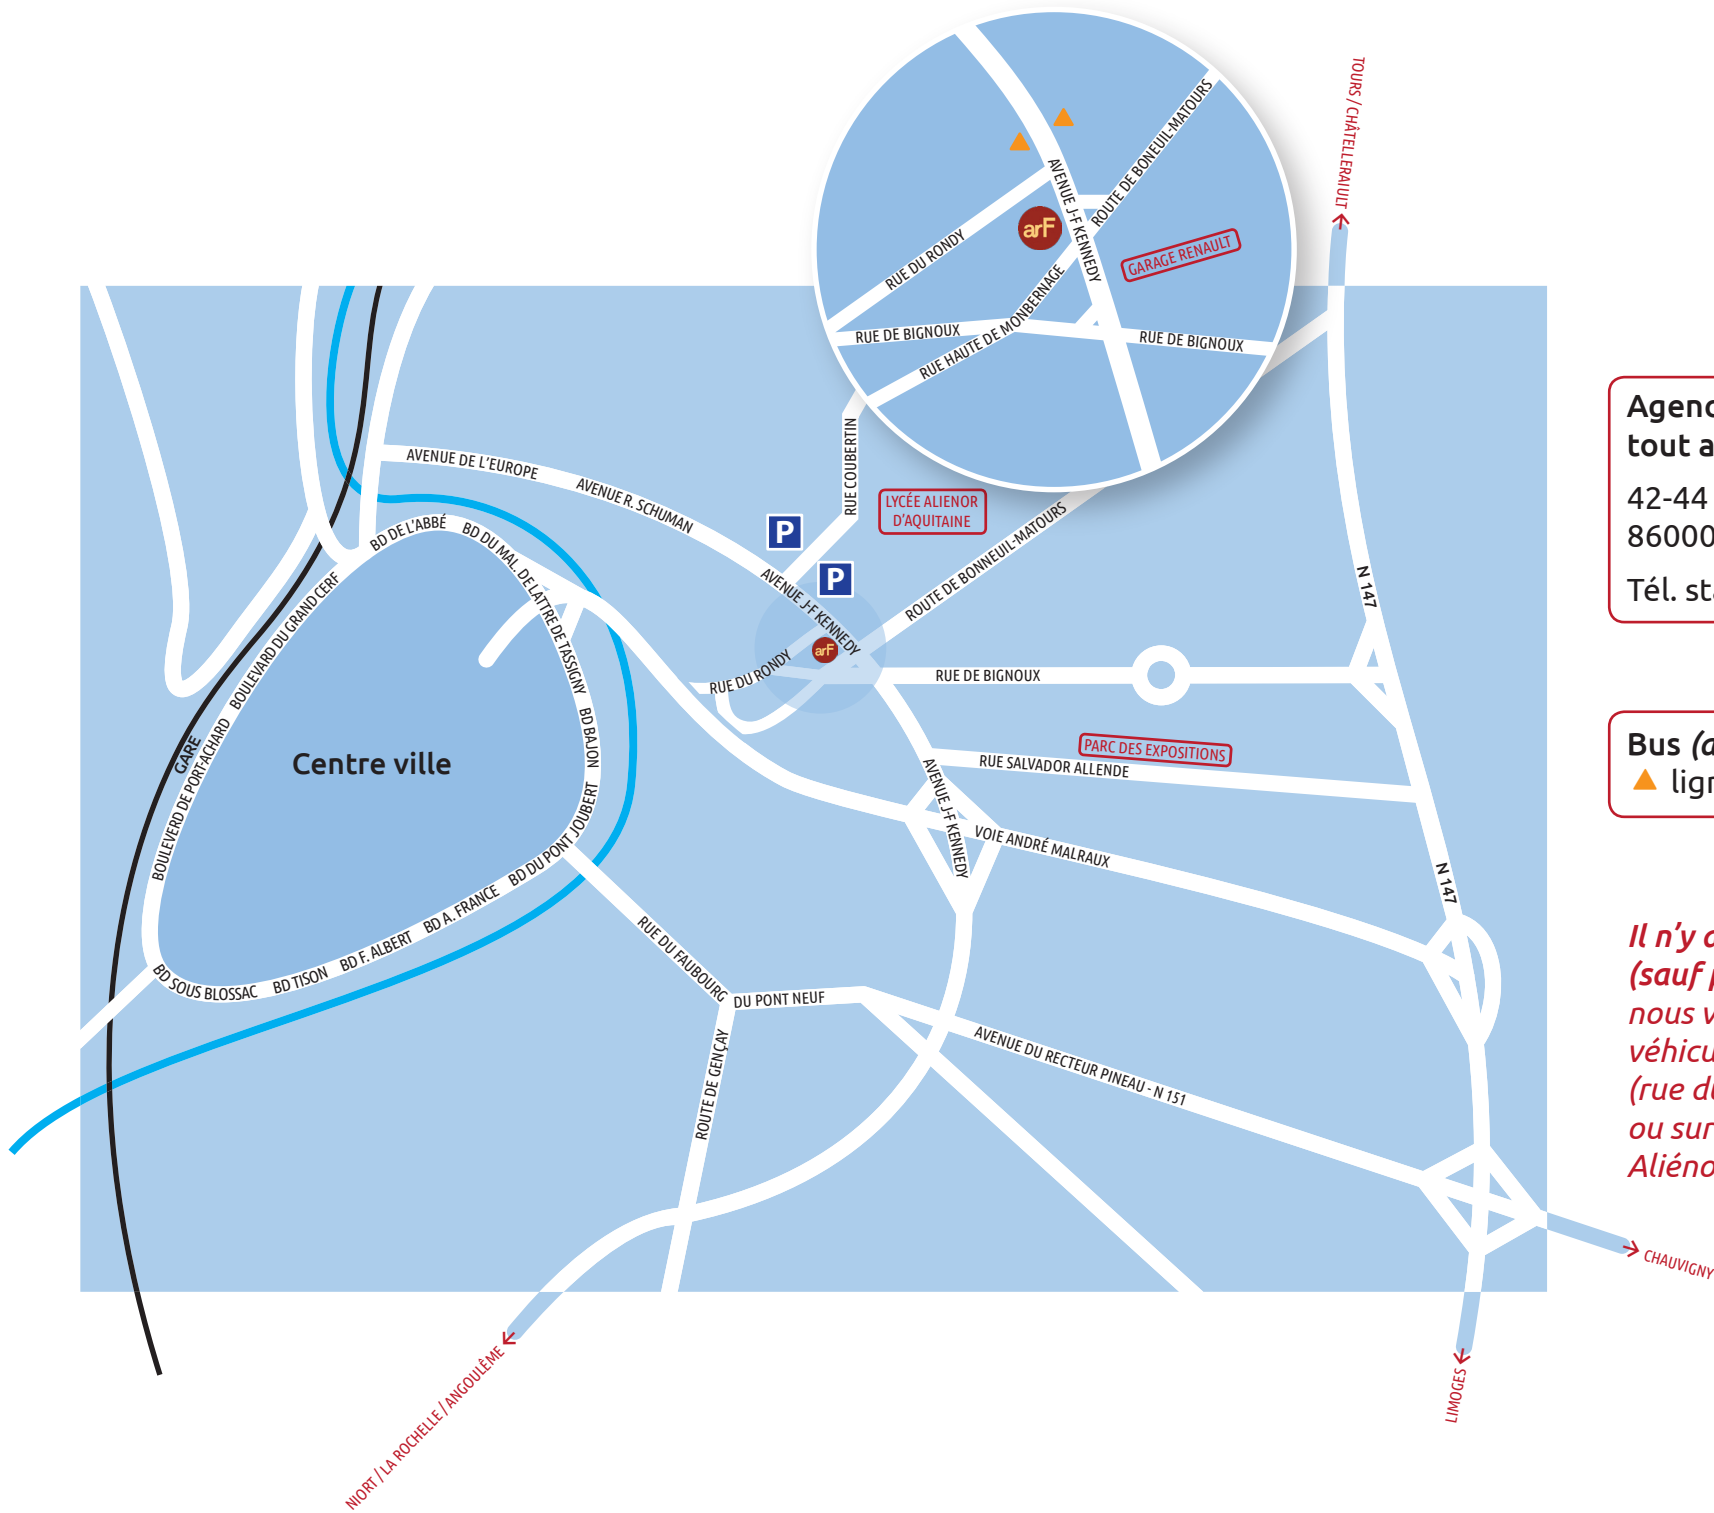 TOURS / CHÂTELLERAIULT
AVENUE J-F KENNEDY
ROUTE DE BONEUIL-MATOURS
arF
RUE DU RONDY
GARAGE RENAULT
RUE DE BIGNOUX
RUE DE BIGNOUX
RUE HAUTE DE MONBERNAGE
AVENUE DE L'EUROPE
AVENUE R. SCHUMAN
RUE COUBERTIN
LYCÉE ALIENOR
D'AQUITAINE
P
P
AVENUE J-F KENNEDY
ROUTE DE BONNEUIL-MATOURS
arF
RUE DU RONDY
RUE DE BIGNOUX
N 147
BD DE L'ABBÉ
BD DU MAL. DE LATTRE DE TASSIGNY
BOULEVARD DU GRAND CERF
BD BAJON
GARE
BOULEVERD DE PORT-ACHARD
Centre ville
PARC DES EXPOSITIONS
RUE SALVADOR ALLENDE
AVENUE J-F KENNEDY
VOIE ANDRÉ MALRAUX
N 147
BD DU PONT JOUBERT
BD A. FRANCE
BD F. ALBERT
BD TISON
BD SOUS BLOSSAC
RUE DU FAUBOURG
DU PONT NEUF
AVENUE DU RECTEUR PINEAU - N 151
ROUTE DE GENÇAY
CHAUVIGNY
LIMOGES
NIORT / LA ROCHELLE / ANGOULÊME
tout a
42-44
86000
Tél. st
Bus
Il n'y
(sauf
nous v
véhicu
(rue d
ou sur
Aliéno